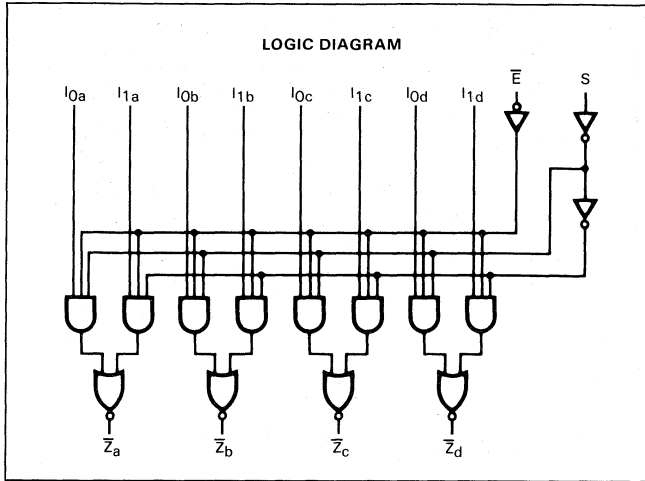 LOGIC DIAGRAM
E̅ S
I0a I1a I0b I1b I0c I1c I0d I1d
Z̅a Z̅b Z̅c Z̅d